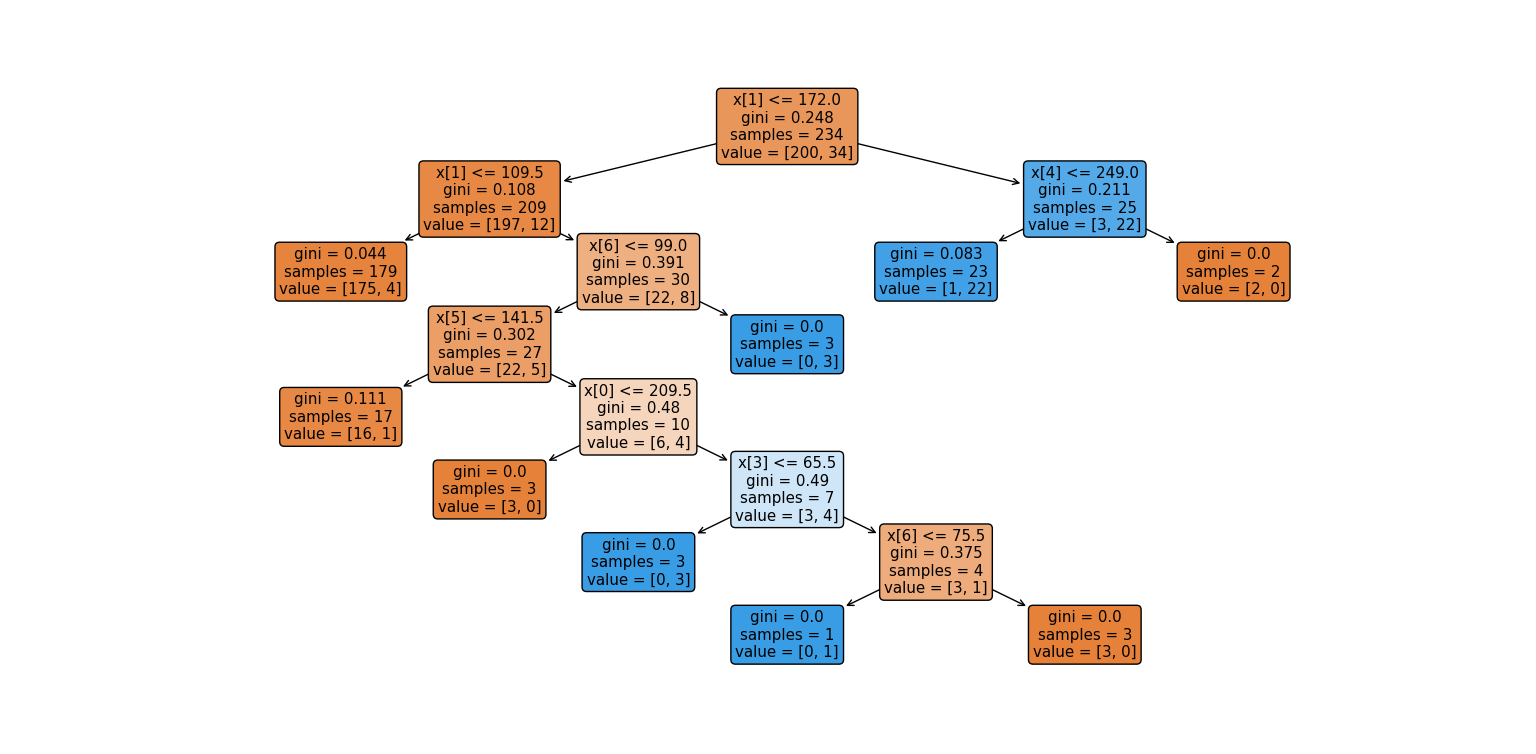 x[1] <= 172.0
gini = 0.248
samples = 234
value = [200, 34]
x[1] <= 109.5
gini = 0.108
samples = 209
value = [197, 12]
x[4] <= 249.0
gini = 0.211
samples = 25
value = [3, 22]
gini = 0.044
samples = 179
value = [175, 4]
x[6] <= 99.0
gini = 0.391
samples = 30
value = [22, 8]
gini = 0.083
samples = 23
value = [1, 22]
gini = 0.0
samples = 2
value = [2, 0]
x[5] <= 141.5
gini = 0.302
samples = 27
value = [22, 5]
gini = 0.0
samples = 3
value = [0, 3]
gini = 0.111
samples = 17
value = [16, 1]
x[0] <= 209.5
gini = 0.48
samples = 10
value = [6, 4]
gini = 0.0
samples = 3
value = [3, 0]
x[3] <= 65.5
gini = 0.49
samples = 7
value = [3, 4]
gini = 0.0
samples = 3
value = [0, 3]
x[6] <= 75.5
gini = 0.375
samples = 4
value = [3, 1]
gini = 0.0
samples = 1
value = [0, 1]
gini = 0.0
samples = 3
value = [3, 0]